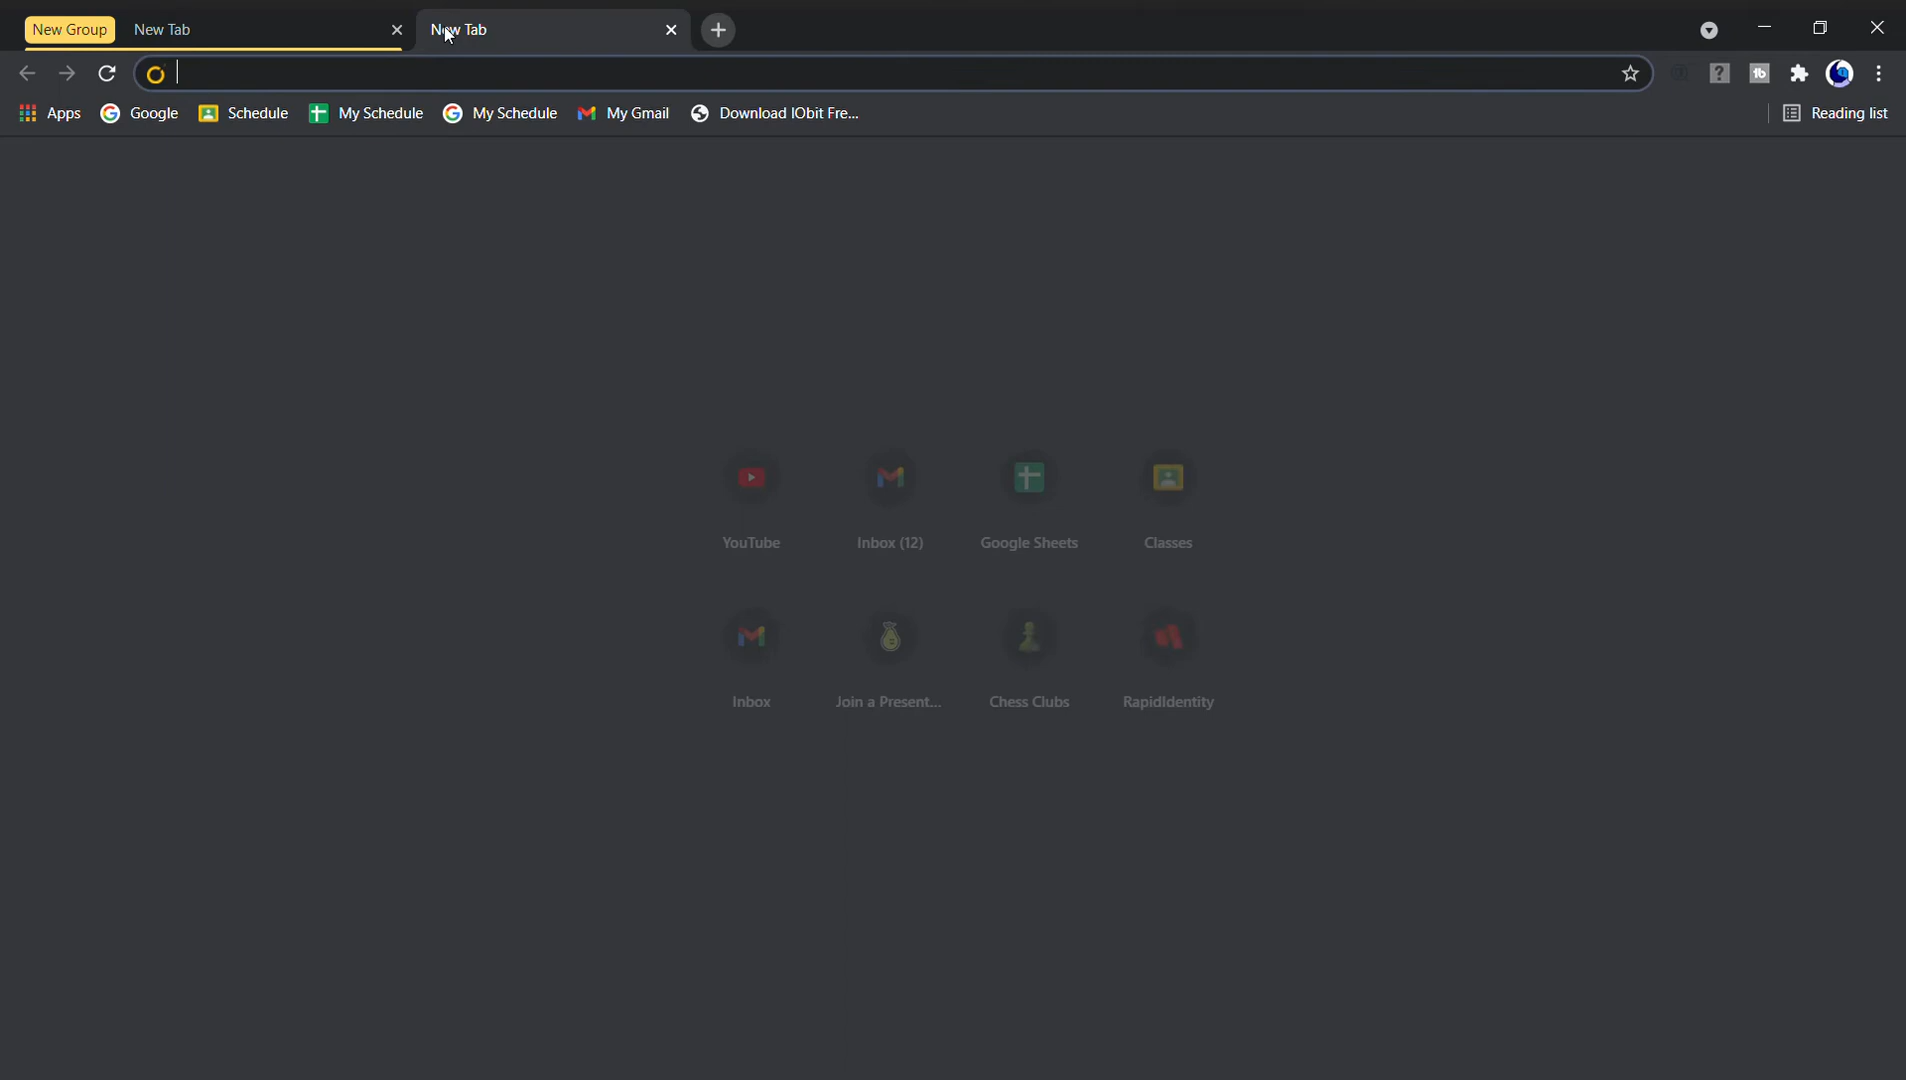 New Group New Tab New Tab
Apps Google Schedule My Schedule My Schedule My Gmail Download IObit Fre... Reading list
YouTube Inbox (12) Google Sheets Classes
Inbox Join a Present... Chess Clubs RapidIdentity